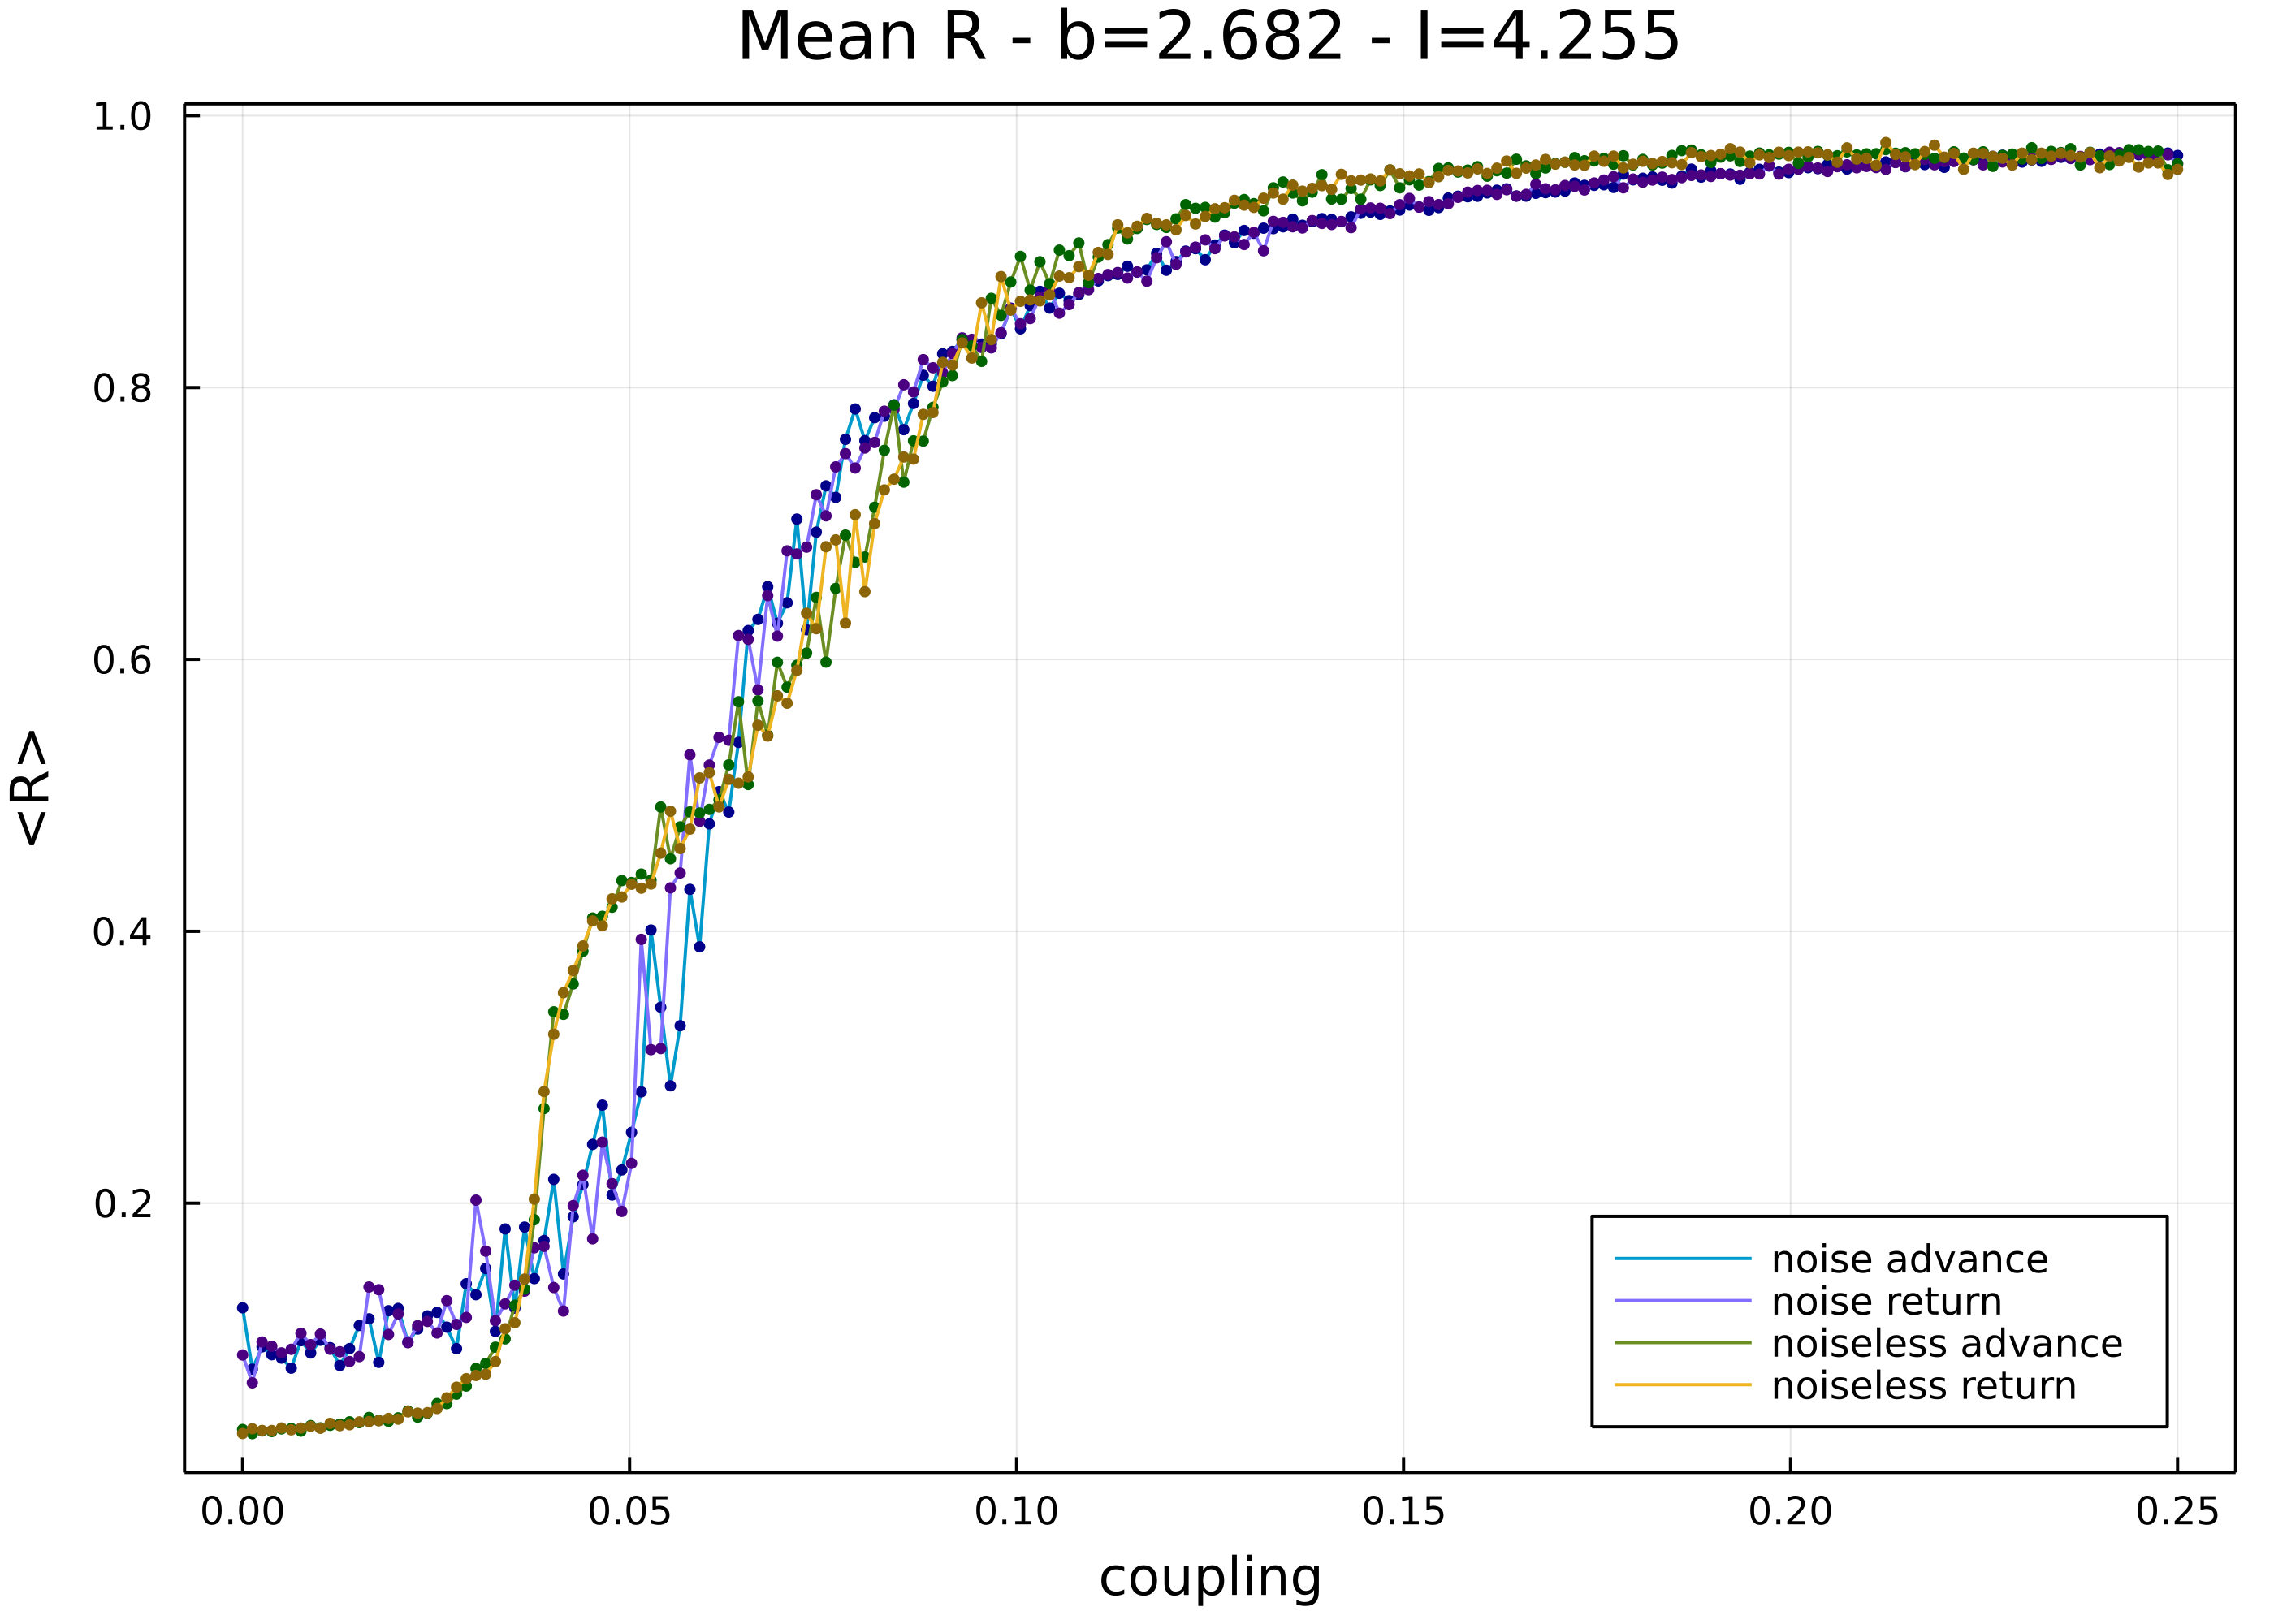 Mean R - b=2.682 - I=4.255
1.0
0.8
0.6
0.4
0.2
<R>
0.00 0.05 0.10 0.15 0.20 0.25
coupling
noise advance
noise return
noiseless advance
noiseless return